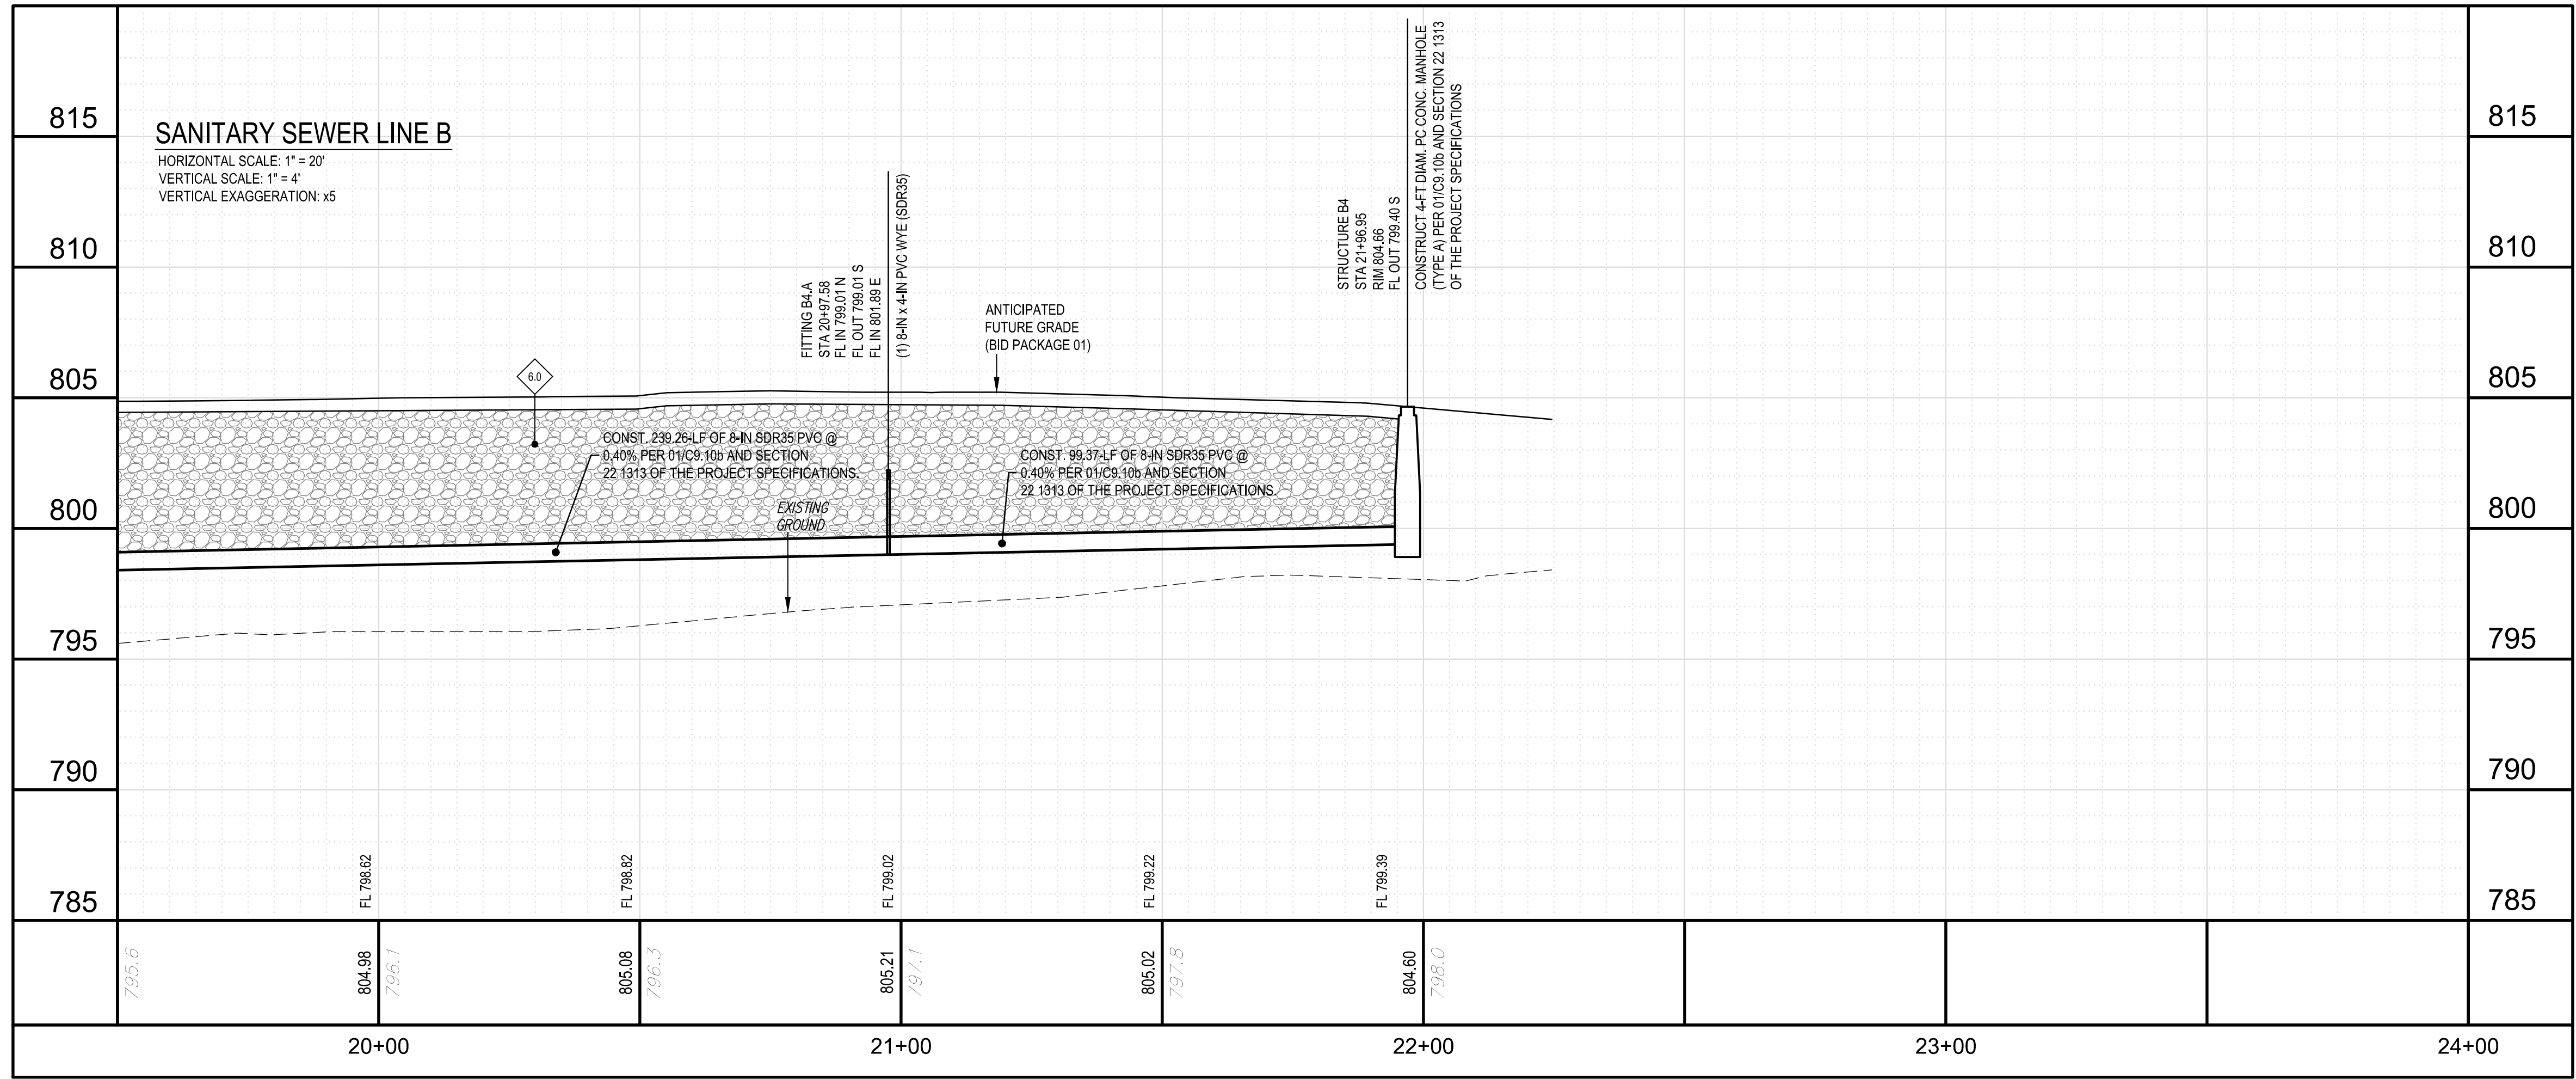 SANITARY SEWER LINE B
HORIZONTAL SCALE: 1" = 20'
VERTICAL SCALE: 1" = 4'
VERTICAL EXAGGERATION: x5
815
810
805
800
795
790
785
815
810
805
800
795
790
785
6.0
FITTING B4.A
STA 20+97.58
FL IN 799.01 N
FL OUT 799.01 S
FL IN 801.89 E
(1) 8-IN x 4-IN PVC WYE (SDR35)
ANTICIPATED
FUTURE GRADE
(BID PACKAGE 01)
STRUCTURE B4
STA 21+96.95
RIM 804.66
FL OUT 799.40 S
CONSTRUCT 4-FT DIAM. PC CONC. MANHOLE
(TYPE A) PER 01/C9.10b AND SECTION 22 1313
OF THE PROJECT SPECIFICATIONS
CONST. 239.26-LF OF 8-IN SDR35 PVC @
0.40% PER 01/C9.10b AND SECTION
22 1313 OF THE PROJECT SPECIFICATIONS.
CONST. 99.37-LF OF 8-IN SDR35 PVC @
0.40% PER 01/C9.10b AND SECTION
22 1313 OF THE PROJECT SPECIFICATIONS.
EXISTING
GROUND
FL 798.62
FL 798.82
FL 799.02
FL 799.22
FL 799.39
795.6
804.98
796.1
805.08
796.3
805.21
797.1
805.02
797.8
804.60
798.0
20+00
21+00
22+00
23+00
24+00